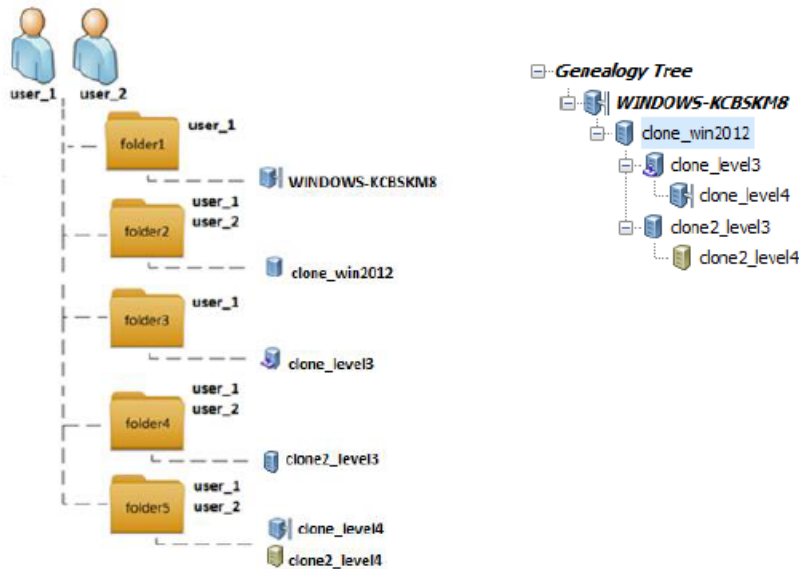 user_1 user_2
user_1
folder1
WINDOWS-KCBSKM8
user_1
user_2
folder2
clone_win2012
user_1
folder3
clone_level3
user_1
user_2
folder4
clone2_level3
user_1
user_2
folder5
clone_level4
clone2_level4
Genealogy Tree
WINDOWS-KCBSKM8
clone_win2012
clone_level3
clone_level4
clone2_level3
clone2_level4